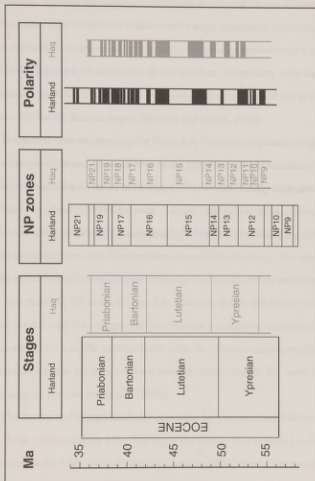 Ma
Stages
NP zones
Polarity
Harland
Haq
Harland
Haq
Harland
Haq
35
40
45
50
55
EOCENE
Priabonian
Bartonian
Lutetian
Ypresian
Priabonian
Bartonian
Lutetian
Ypresian
NP21
NP19
NP17
NP16
NP15
NP14
NP13
NP12
NP10
NP9
NP21
NP19
NP18
NP17
NP16
NP15
NP14
NP13
NP12
NP11
NP10
NP9